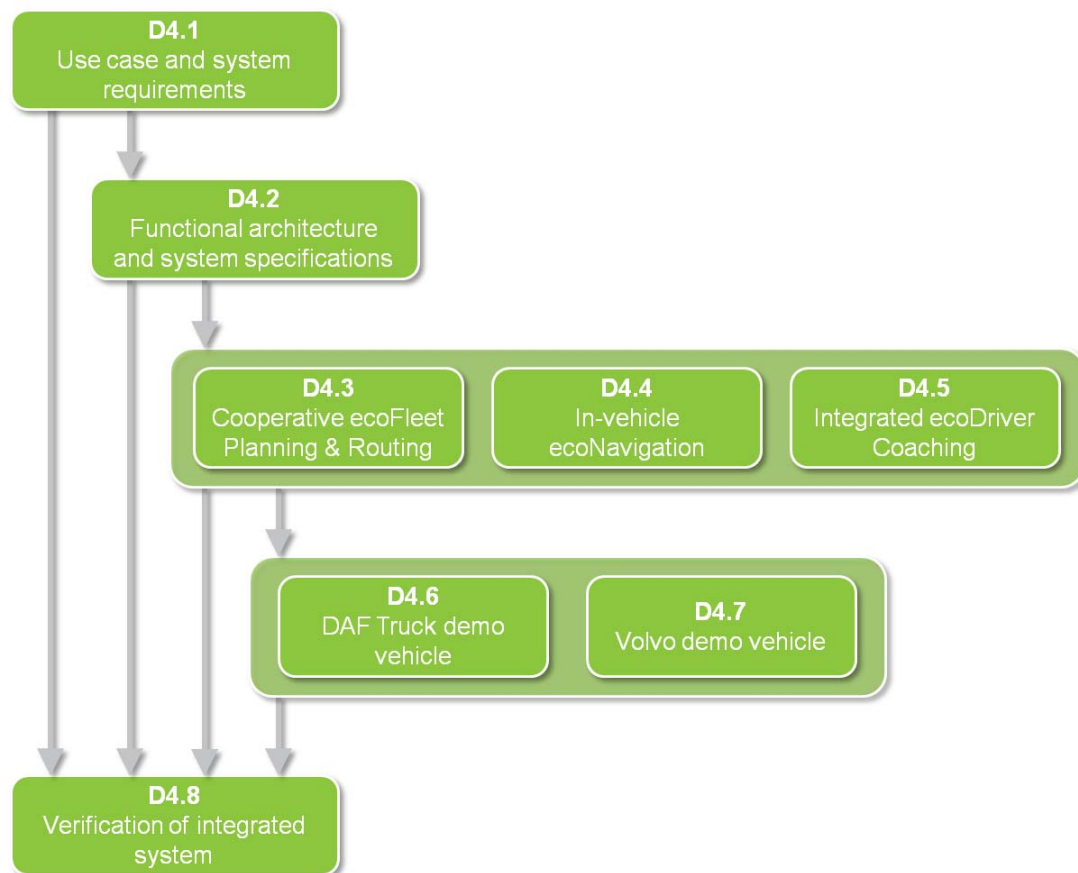 D4.1
Use case and system
requirements
D4.2
Functional architecture
and system specifications
D4.3
Cooperative ecoFleet
Planning & Routing
D4.4
In-vehicle
ecoNavigation
D4.5
Integrated ecoDriver
Coaching
D4.6
DAF Truck demo
vehicle
D4.7
Volvo demo vehicle
D4.8
Verification of integrated
system